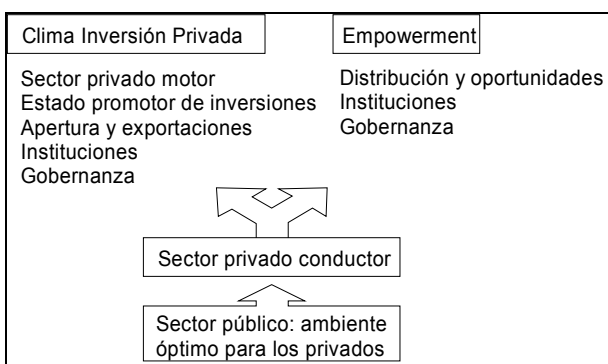 Clima Inversión Privada
Sector privado motor
Estado promotor de inversiones
Apertura y exportaciones
Instituciones
Gobernanza
Empowerment
Distribución y oportunidades
Instituciones
Gobernanza
Sector privado conductor
Sector público: ambiente
óptimo para los privados